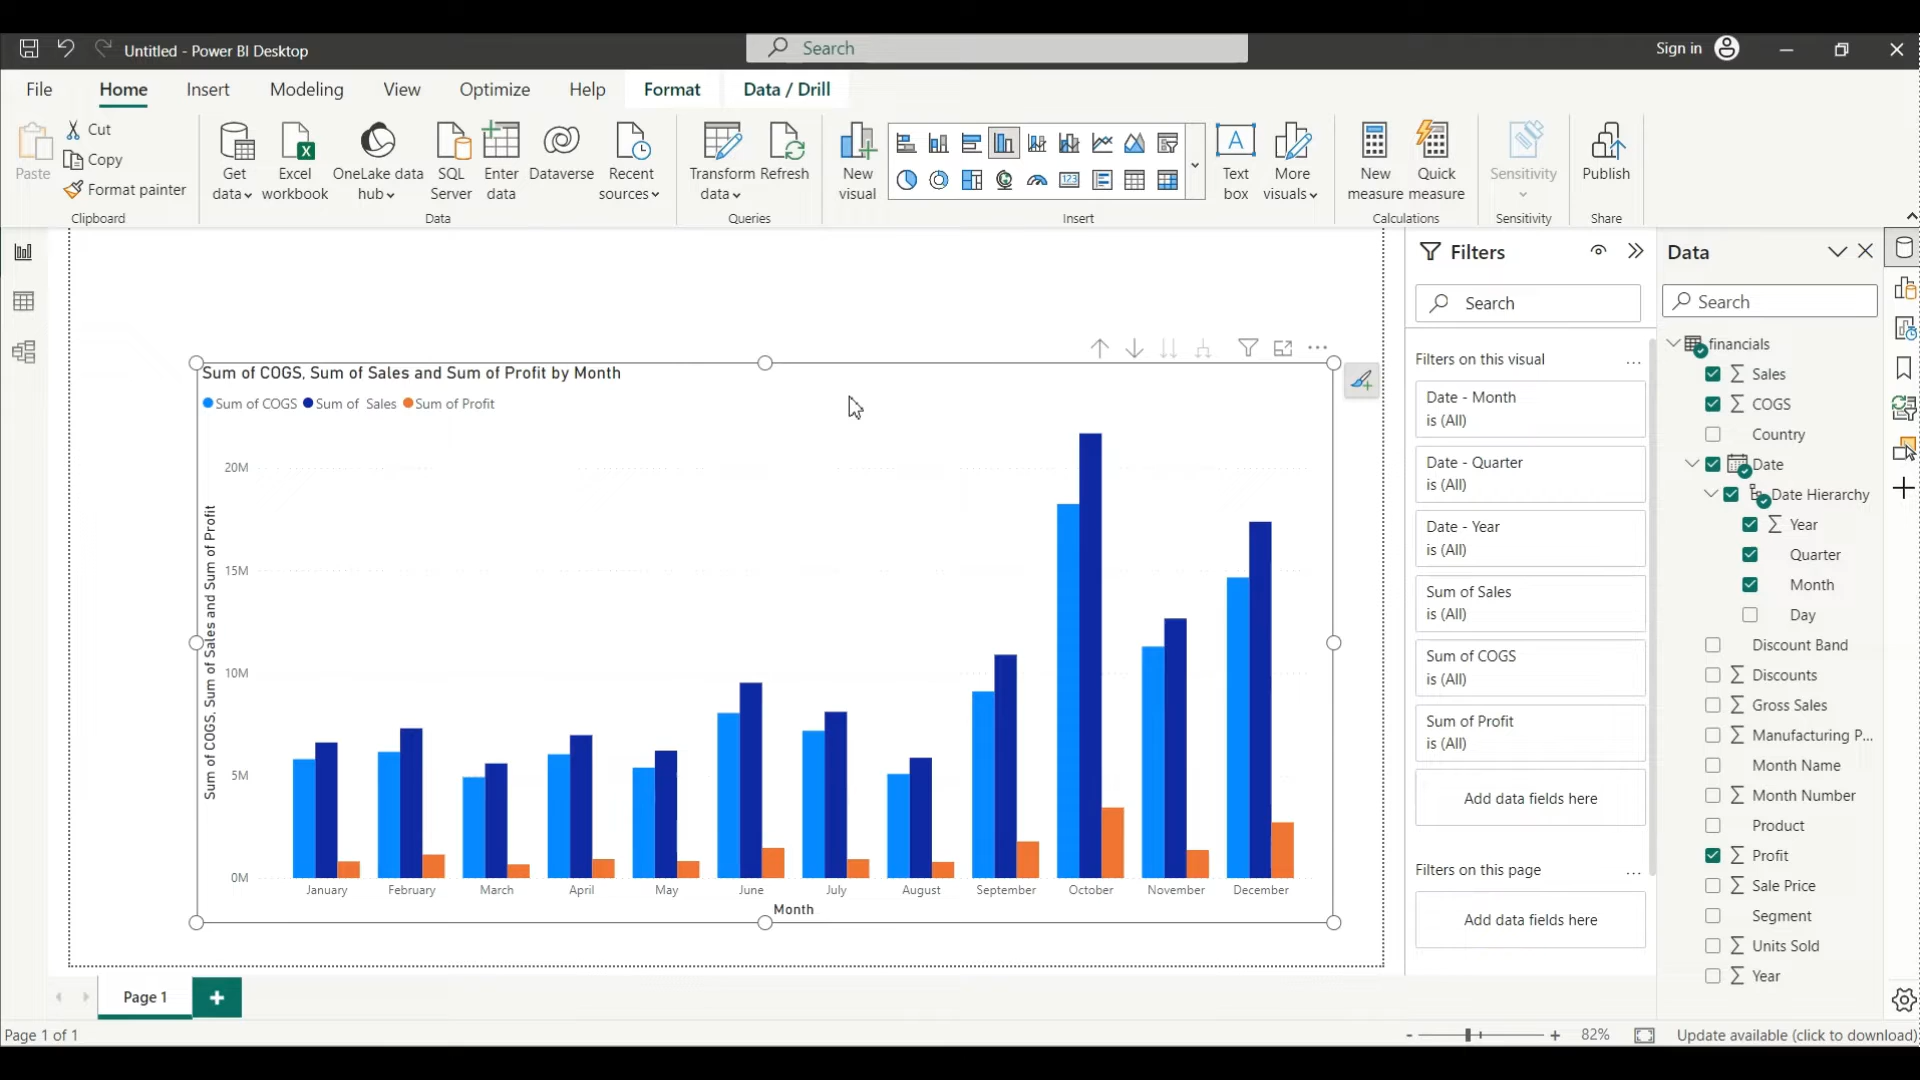 Untitled - Power BI Desktop
Search
Sign in
File Home Insert Modeling View Optimize Help Format Data / Drill
Paste
Cut
Copy
Format painter
Clipboard
Get data
Excel workbook
OneLake data hub
SQL Server
Enter data
Dataverse
Recent sources
Data
Transform data
Refresh
Queries
New visual
Text box
More visuals
Insert
New measure
Quick measure
Calculations
Sensitivity
Sensitivity
Publish
Share
Sum of COGS, Sum of Sales and Sum of Profit by Month
Sum of COGS Sum of Sales Sum of Profit
Sum of COGS, Sum of Sales and Sum of Profit
20M
15M
10M
5M
0M
January February March April May June July August September October November December
Month
Filters
Search
Filters on this visual
Date - Month
is (All)
Date - Quarter
is (All)
Date - Year
is (All)
Sum of Sales
is (All)
Sum of COGS
is (All)
Sum of Profit
is (All)
Add data fields here
Filters on this page
Add data fields here
Data
Search
financials
Sales
COGS
Country
Date
Date Hierarchy
Year
Quarter
Month
Day
Discount Band
Discounts
Gross Sales
Manufacturing P...
Month Name
Month Number
Product
Profit
Sale Price
Segment
Units Sold
Year
Page 1
Page 1 of 1
82%
Update available (click to download)